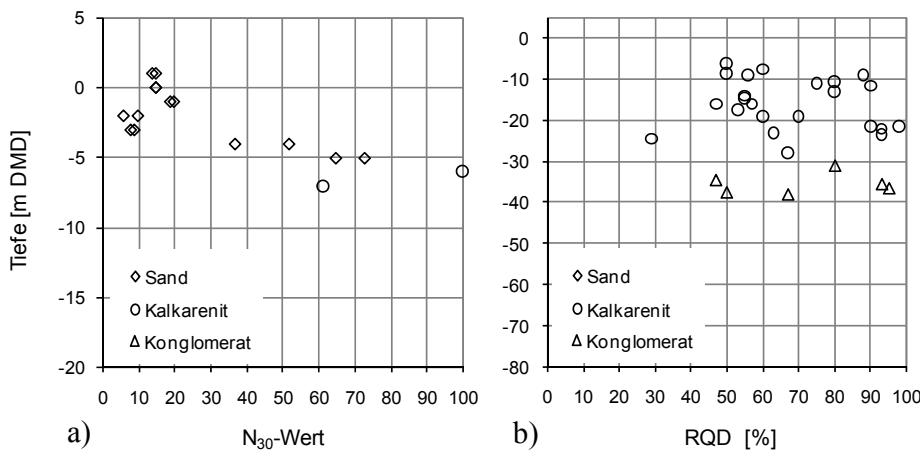 5
0
-5
-10
-15
-20
Tiefe [m DMD]
Sand
Kalkarenit
Konglomerat
0 10 20 30 40 50 60 70 80 90 100
a) N₃₀-Wert
0
-10
-20
-30
-40
-50
-60
-70
-80
Sand
Kalkarenit
Konglomerat
0 10 20 30 40 50 60 70 80 90 100
b) RQD [%]